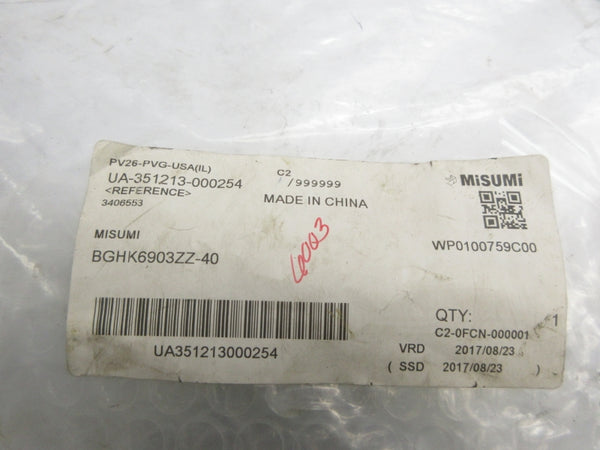 PV26-PVG-USA(IL)
UA-351213-000254
<REFERENCE>
3406553
C2
/999999
MADE IN CHINA
MiSUMi
WP0100759C00
MISUMI
BGHK6903ZZ-40
6003
UA351213000254
QTY: 1
C2-0FCN-000001
VRD 2017/08/23
( SSD 2017/08/23 )